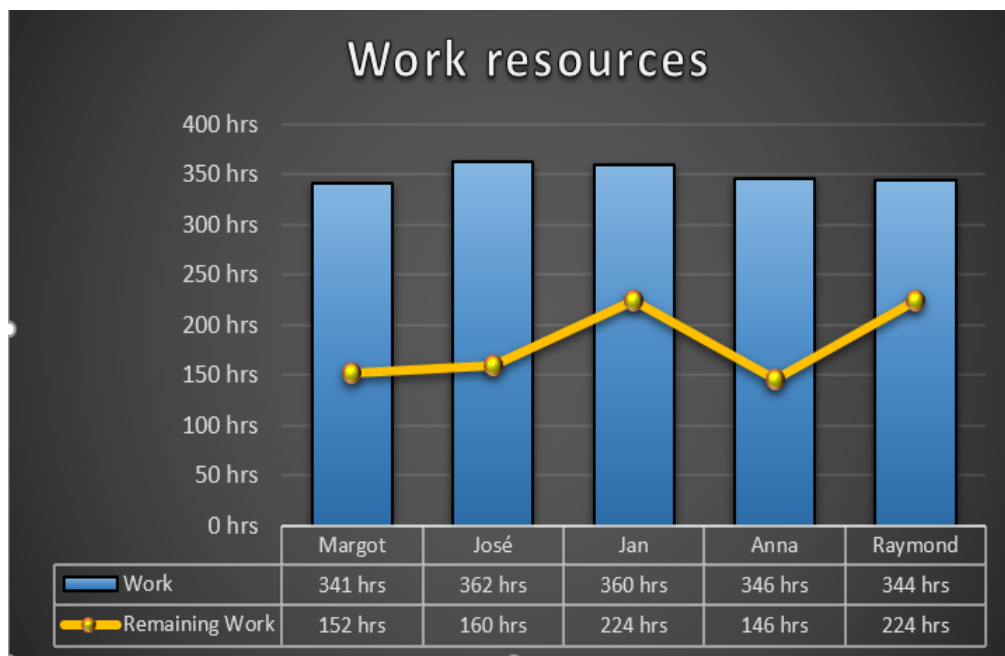 Work resources
400 hrs
350 hrs
300 hrs
250 hrs
200 hrs
150 hrs
100 hrs
50 hrs
0 hrs
Margot José Jan Anna Raymond
Work 341 hrs 362 hrs 360 hrs 346 hrs 344 hrs
Remaining Work 152 hrs 160 hrs 224 hrs 146 hrs 224 hrs